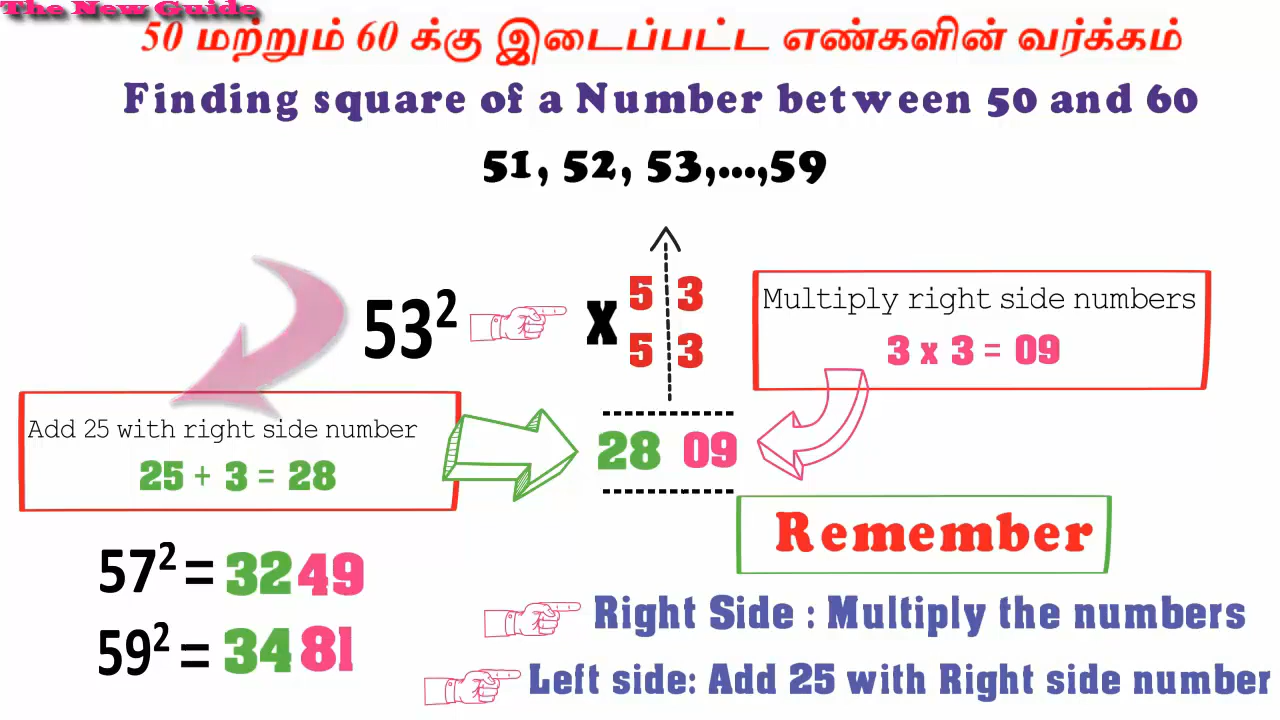 The New Guide
50 மற்றும் 60 க்கு இடைப்பட்ட எண்களின் வர்க்கம்
Finding square of a Number between 50 and 60
51, 52, 53,...,59
53² x 5 3
5 3
Multiply right side numbers
3 x 3 = 09
Add 25 with right side number
25 + 3 = 28
28 09
Remember
57² = 3249
59² = 3481
Right Side : Multiply the numbers
Left side: Add 25 with Right side number